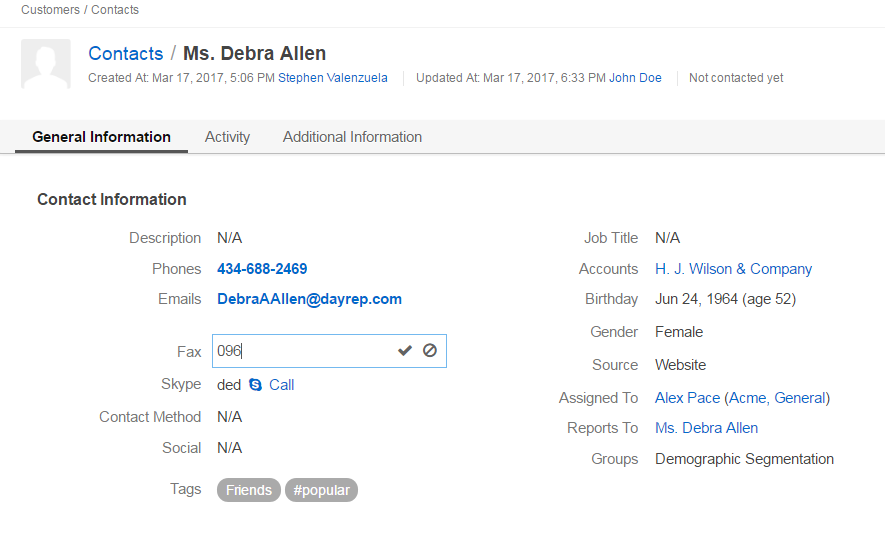 Customers / Contacts
Contacts / Ms. Debra Allen
Created At: Mar 17, 2017, 5:06 PM Stephen Valenzuela Updated At: Mar 17, 2017, 6:33 PM John Doe Not contacted yet
General Information Activity Additional Information
Contact Information
Description N/A
Phones 434-688-2469
Emails DebraAAllen@dayrep.com
Fax 096
Skype ded Call
Contact Method N/A
Social N/A
Tags Friends #popular
Job Title N/A
Accounts H. J. Wilson & Company
Birthday Jun 24, 1964 (age 52)
Gender Female
Source Website
Assigned To Alex Pace (Acme, General)
Reports To Ms. Debra Allen
Groups Demographic Segmentation